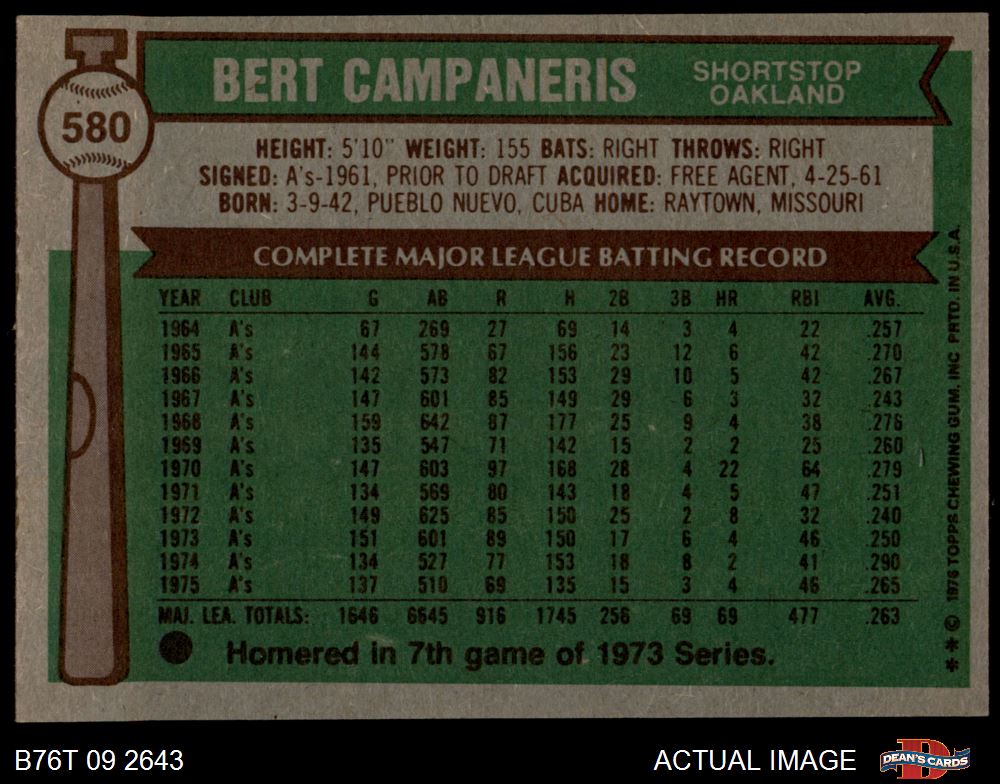 580
BERT CAMPANERIS
SHORTSTOP
OAKLAND
HEIGHT: 5'10" WEIGHT: 155 BATS: RIGHT THROWS: RIGHT
SIGNED: A's-1961, PRIOR TO DRAFT ACQUIRED: FREE AGENT, 4-25-61
BORN: 3-9-42, PUEBLO NUEVO, CUBA HOME: RAYTOWN, MISSOURI
COMPLETE MAJOR LEAGUE BATTING RECORD
YEAR CLUB G AB R H 2B 3B HR RBI AVG.
1964 A's 67 269 27 69 14 3 4 22 .257
1965 A's 144 578 67 156 23 12 6 42 .270
1966 A's 142 573 82 153 29 10 5 42 .267
1967 A's 147 601 85 149 29 6 3 32 .243
1968 A's 159 642 87 177 25 9 4 38 .276
1969 A's 135 547 71 142 15 2 2 25 .260
1970 A's 147 603 97 168 28 4 22 64 .279
1971 A's 134 569 80 143 18 4 5 47 .251
1972 A's 149 625 85 150 25 2 8 32 .240
1973 A's 151 601 89 150 17 6 4 46 .250
1974 A's 134 527 77 153 18 8 2 41 .290
1975 A's 137 510 69 135 15 3 4 46 .265
MAJ. LEA. TOTALS: 1646 6645 916 1745 256 69 69 477 .263
Homered in 7th game of 1973 Series.
** © 1976 TOPPS CHEWING GUM, INC. PRTD. IN U.S.A.
B76T 09 2643
ACTUAL IMAGE
DEAN'S CARDS